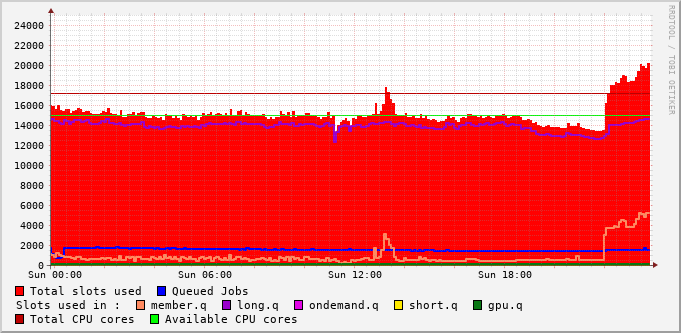 RRDTOOL / TOBI OETIKER
24000
22000
20000
18000
16000
14000
12000
10000
8000
6000
4000
2000
0
Sun 00:00 Sun 06:00 Sun 12:00 Sun 18:00
Total slots used Queued Jobs
Slots used in : member.q long.q ondemand.q short.q gpu.q
Total CPU cores Available CPU cores